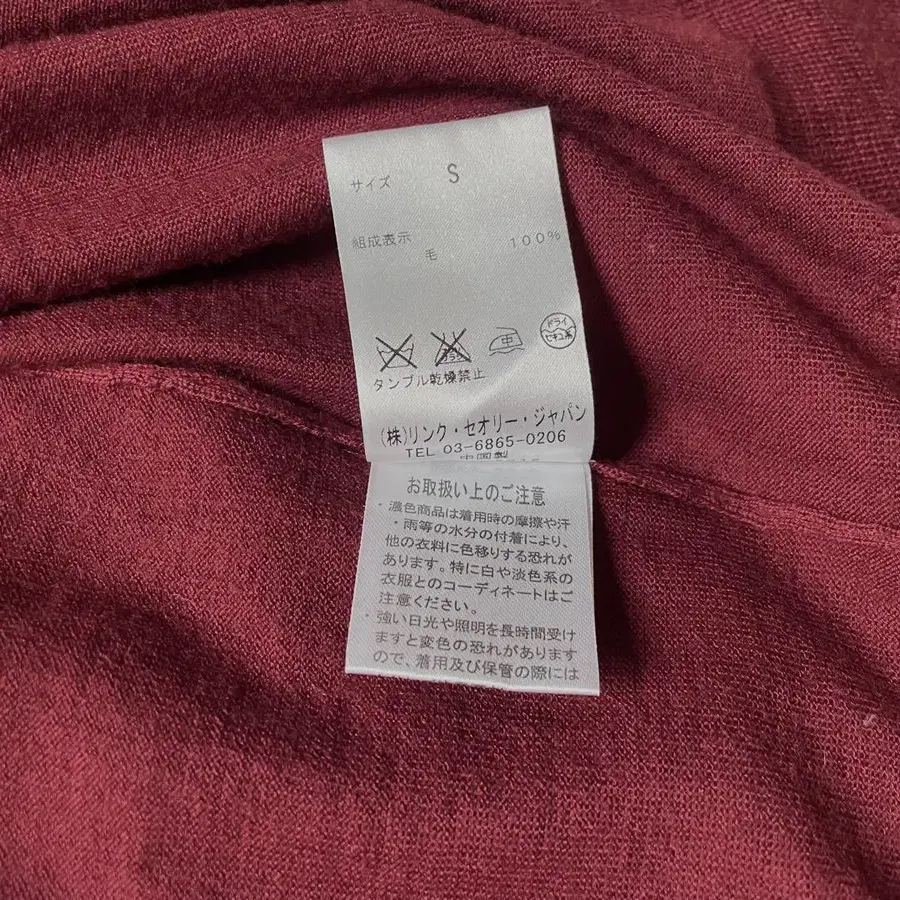 サイズ S
組成表示
毛 100%
中 ドライ
セキユ系
タンブル乾燥禁止
(株)リンク・セオリー・ジャパン
TEL 03-6865-0206
中国製
お取扱い上のご注意
・濃色商品は着用時の摩擦や汗
・雨等の水分の付着により、
他の衣料に色移りする恐れが
あります。特に白や淡色系の
衣服とのコーディネートはご
注意ください。
・強い日光や照明を長時間受け
ますと変色の恐れがあります
ので、着用及び保管の際には